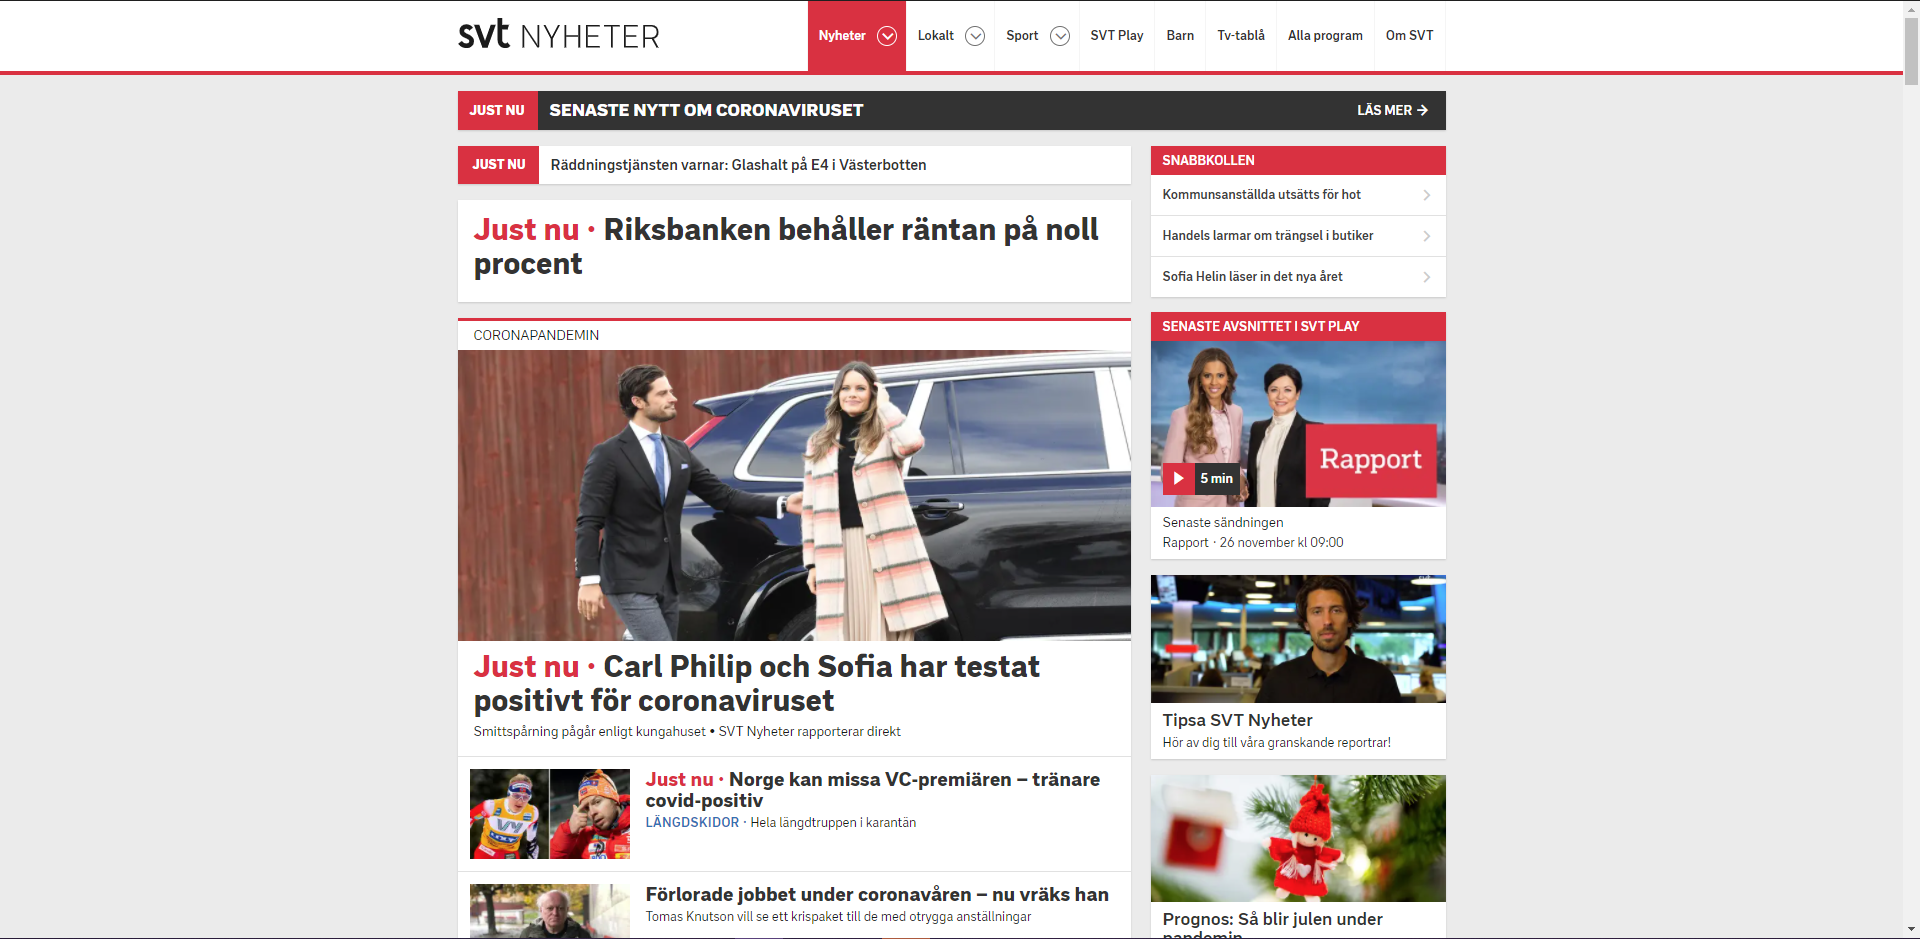 svt NYHETER
Nyheter
Lokalt
Sport
SVT Play
Barn
Tv-tablå
Alla program
Om SVT
JUST NU
SENASTE NYTT OM CORONAVIRUSET
LÄS MER →
JUST NU
Räddningstjänsten varnar: Glashalt på E4 i Västerbotten
Just nu · Riksbanken behåller räntan på noll
procent
CORONAPANDEMIN
Just nu · Carl Philip och Sofia har testat
positivt för coronaviruset
Smittspårning pågår enligt kungahuset • SVT Nyheter rapporterar direkt
VY
Just nu · Norge kan missa VC-premiären – tränare
covid-positiv
LÄNGDSKIDOR · Hela längdtruppen i karantän
Förlorade jobbet under coronavåren – nu vräks han
Tomas Knutson vill se ett krispaket till de med otrygga anställningar
SNABBKOLLEN
Kommunsanställda utsätts för hot
Handels larmar om trängsel i butiker
Sofia Helin läser in det nya året
SENASTE AVSNITTET I SVT PLAY
Rapport
5 min
Senaste sändningen
Rapport · 26 november kl 09:00
Tipsa SVT Nyheter
Hör av dig till våra granskande reportrar!
Prognos: Så blir julen under
pandemin